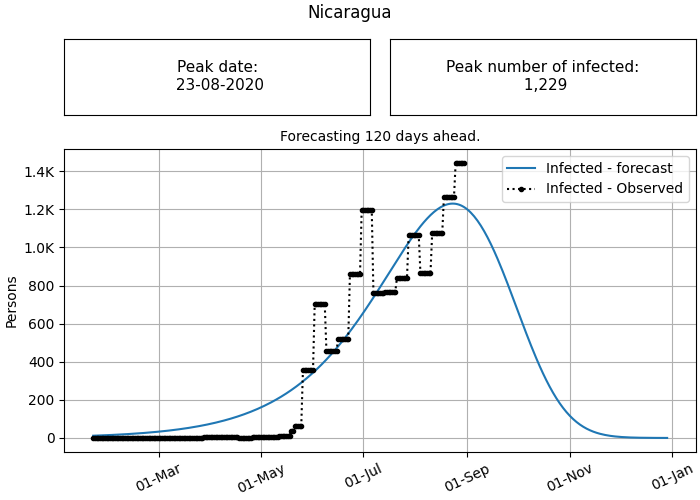 Nicaragua
Peak date:
23-08-2020
Peak number of infected:
1,229
Forecasting 120 days ahead.
Infected - forecast
Infected - Observed
Persons
1.4K
1.2K
1.0K
800
600
400
200
0
01-Mar
01-May
01-Jul
01-Sep
01-Nov
01-Jan